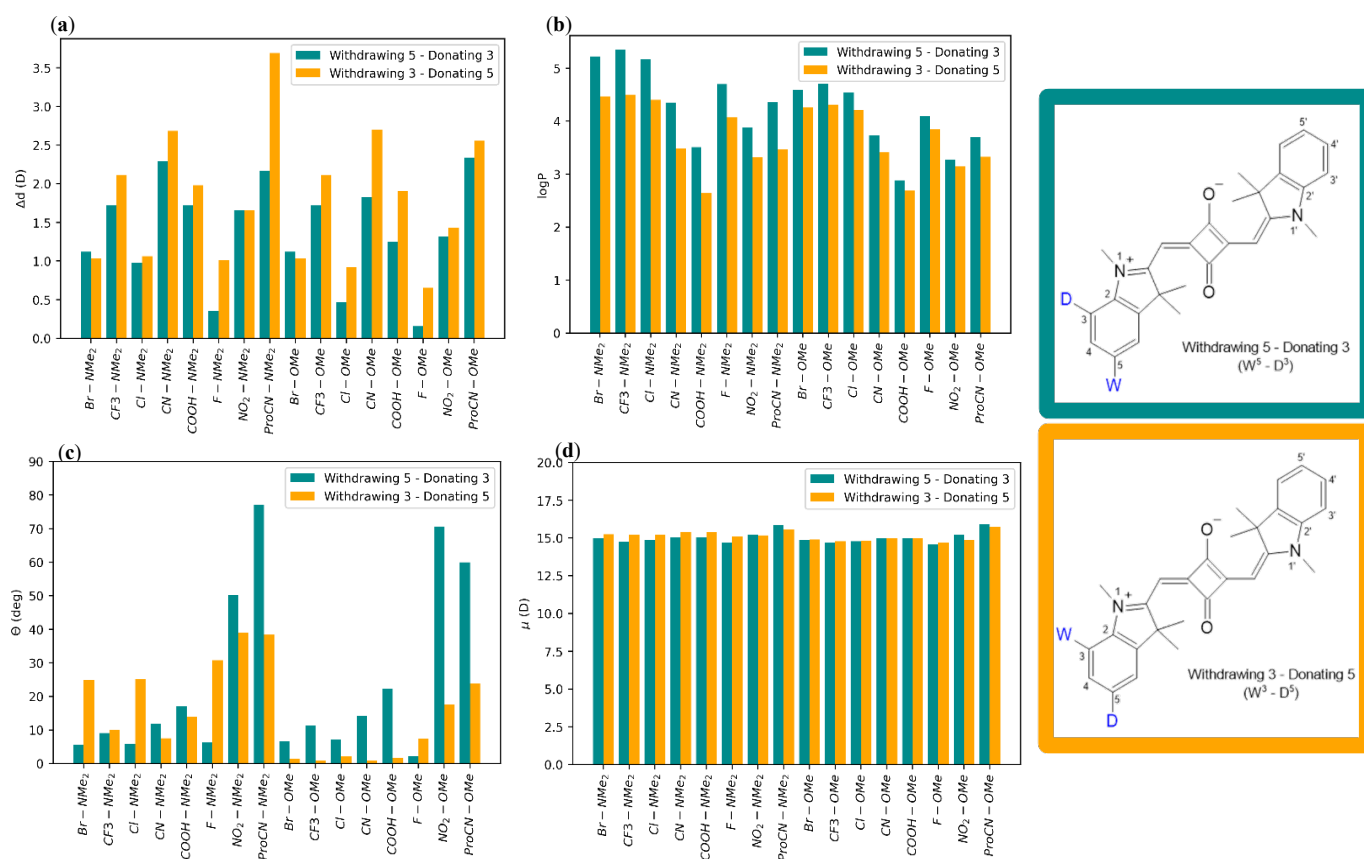 (a)
Δd (D)
3.5
3.0
2.5
2.0
1.5
1.0
0.5
0.0
Withdrawing 5 - Donating 3
Withdrawing 3 - Donating 5
Br − NMe₂
CF3 − NMe₂
Cl − NMe₂
CN − NMe₂
COOH − NMe₂
F − NMe₂
NO₂ − NMe₂
ProCN − NMe₂
Br − OMe
CF3 − OMe
Cl − OMe
CN − OMe
COOH − OMe
F − OMe
NO₂ − OMe
ProCN − OMe
(b)
logP
5
4
3
2
1
0
Withdrawing 5 - Donating 3
Withdrawing 3 - Donating 5
Br − NMe₂
CF3 − NMe₂
Cl − NMe₂
CN − NMe₂
COOH − NMe₂
F − NMe₂
NO₂ − NMe₂
ProCN − NMe₂
Br − OMe
CF3 − OMe
Cl − OMe
CN − OMe
COOH − OMe
F − OMe
NO₂ − OMe
ProCN − OMe
5'
4'
3'
2'
1'
N
O
−
O
1
N
+
2
D
3
4
5
W
Withdrawing 5 - Donating 3
(W⁵ - D³)
(c)
Θ (deg)
90
80
70
60
50
40
30
20
10
0
Withdrawing 5 - Donating 3
Withdrawing 3 - Donating 5
Br − NMe₂
CF3 − NMe₂
Cl − NMe₂
CN − NMe₂
COOH − NMe₂
F − NMe₂
NO₂ − NMe₂
ProCN − NMe₂
Br − OMe
CF3 − OMe
Cl − OMe
CN − OMe
COOH − OMe
F − OMe
NO₂ − OMe
ProCN − OMe
(d)
μ (D)
20.0
17.5
15.0
12.5
10.0
7.5
5.0
2.5
0.0
Withdrawing 5 - Donating 3
Withdrawing 3 - Donating 5
Br − NMe₂
CF3 − NMe₂
Cl − NMe₂
CN − NMe₂
COOH − NMe₂
F − NMe₂
NO₂ − NMe₂
ProCN − NMe₂
Br − OMe
CF3 − OMe
Cl − OMe
CN − OMe
COOH − OMe
F − OMe
NO₂ − OMe
ProCN − OMe
5'
4'
3'
2'
1'
N
O
−
O
1
N
+
2
W
3
4
5
D
Withdrawing 3 - Donating 5
(W³ - D⁵)